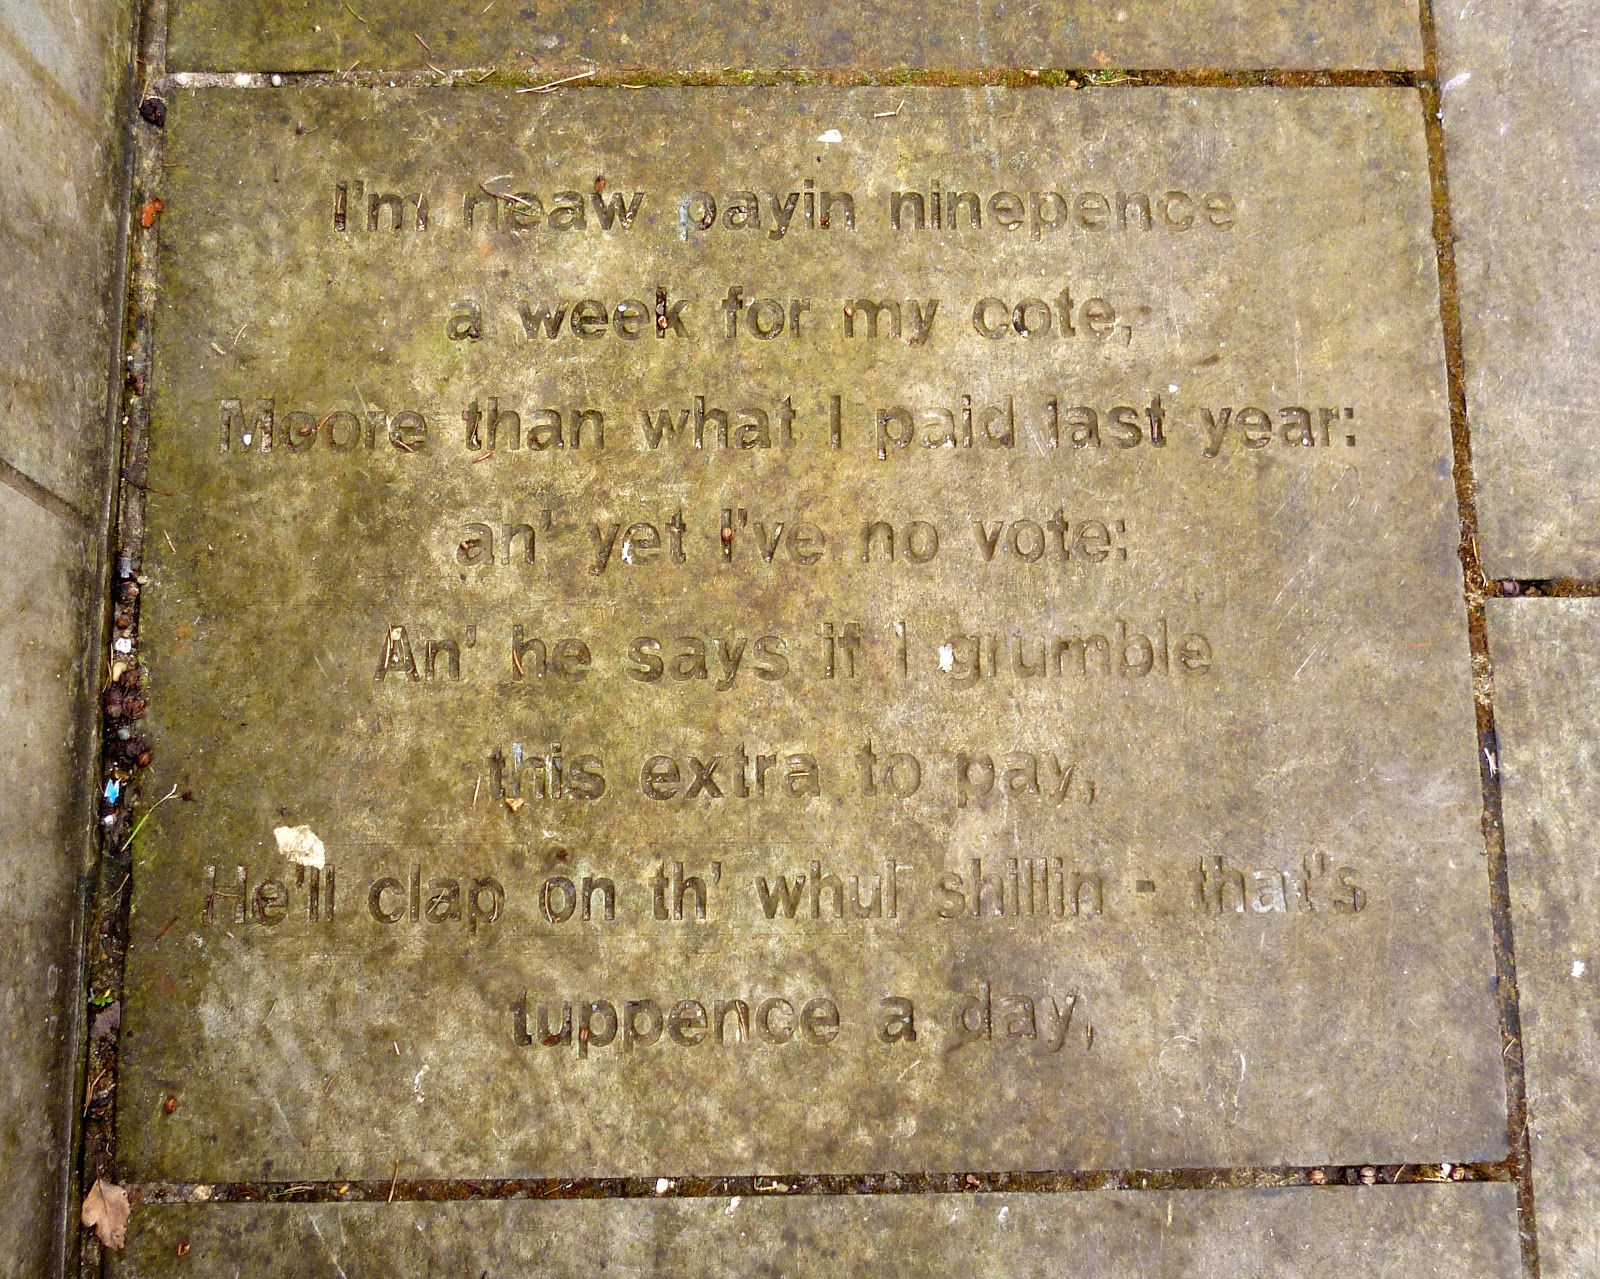 I'm neaw payin ninepence
a week for my cote,
Moore than what I paid last year:
an' yet I've no vote:
An' he says if I grumble
this extra to pay,
He'll clap on th' whul shillin - that's
tuppence a day,